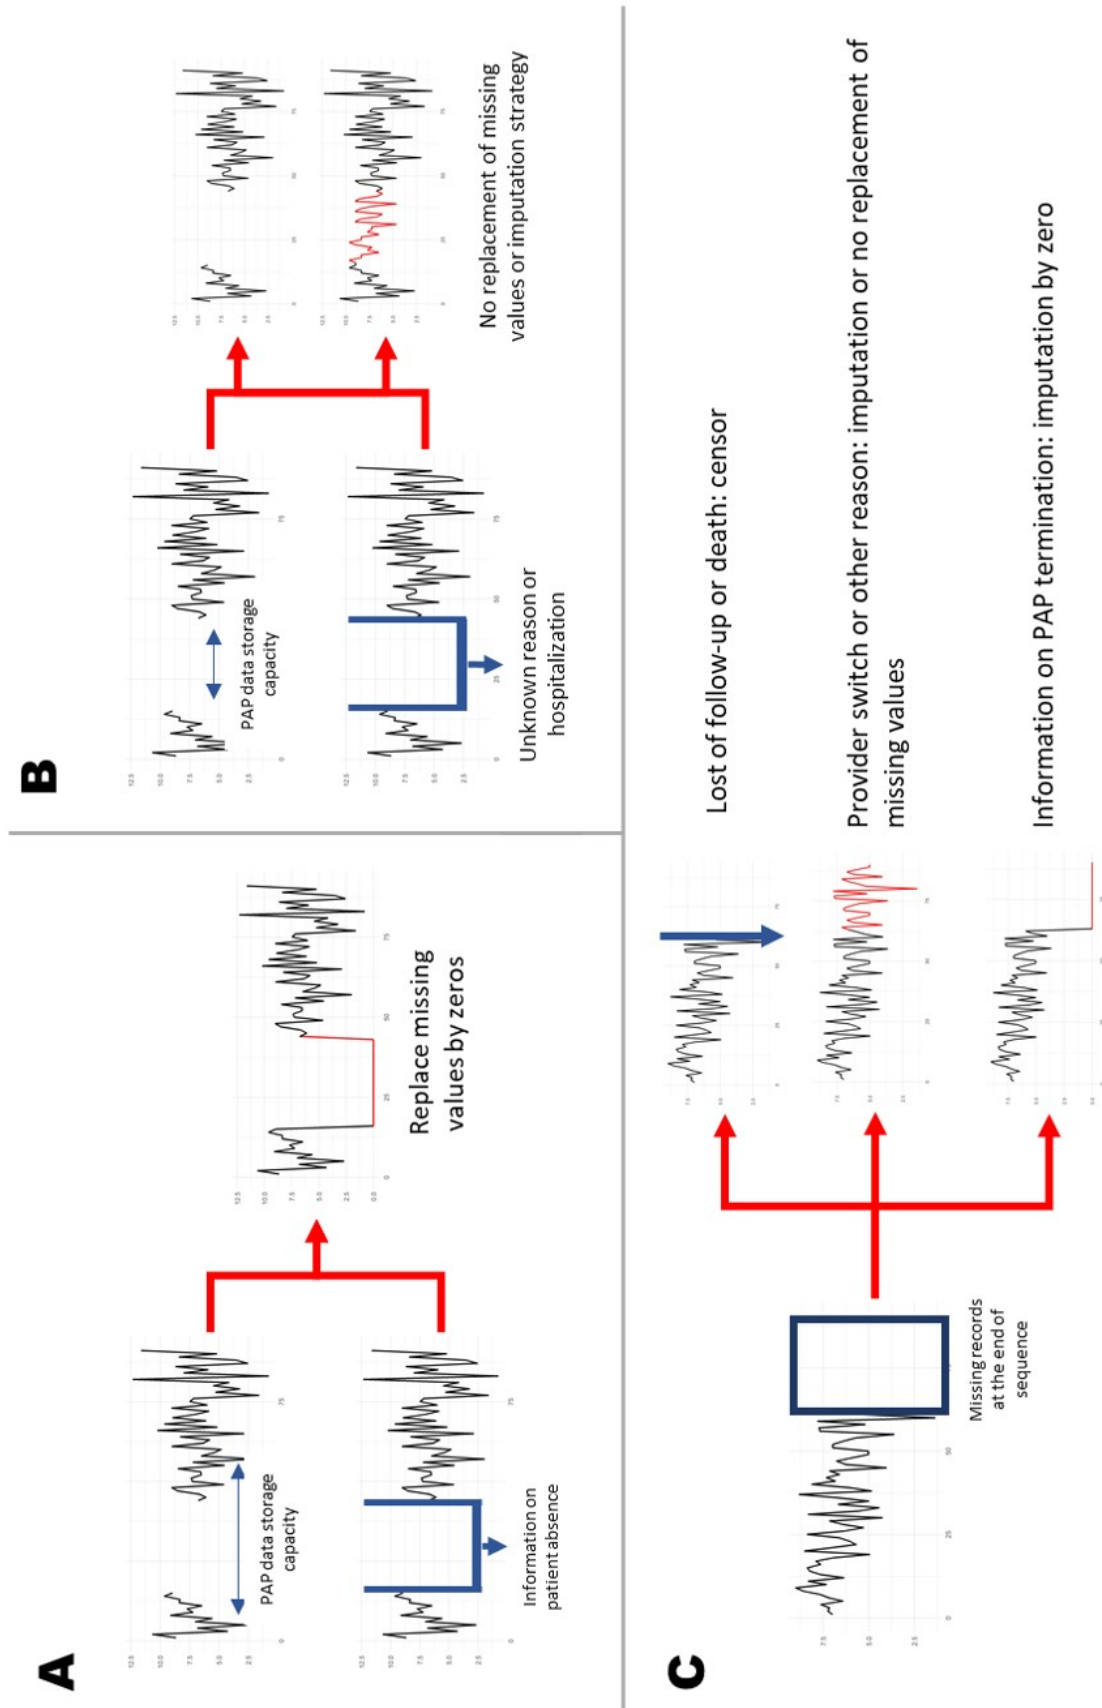 A
PAP data storage
capacity
Information on
patient absence
Replace missing
values by zeros
B
PAP data storage
capacity
Unknown reason or
hospitalization
No replacement of missing
values or imputation strategy
C
Missing records
at the end of
sequence
Lost of follow-up or death: censor
Provider switch or other reason: imputation or no replacement of
missing values
Information on PAP termination: imputation by zero